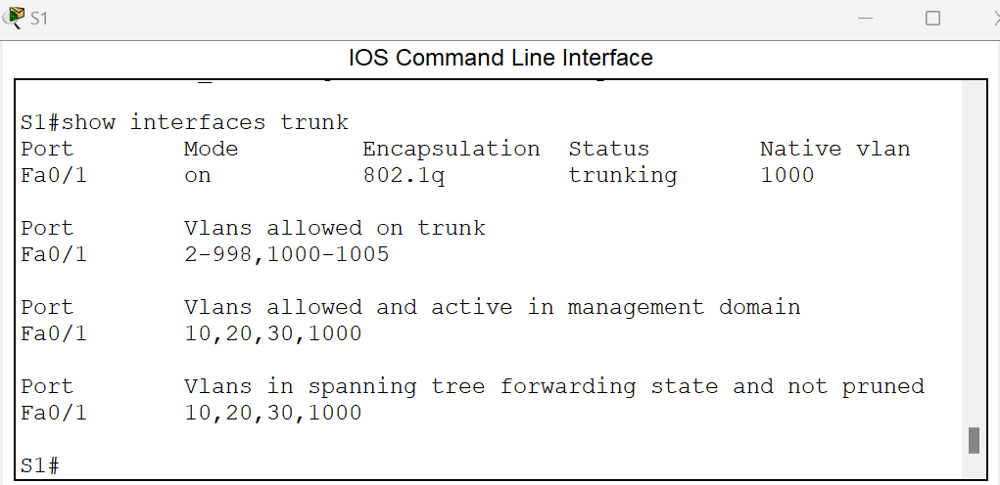 S1
IOS Command Line Interface
S1#show interfaces trunk
Port Mode Encapsulation Status Native vlan
Fa0/1 on 802.1q trunking 1000
Port Vlans allowed on trunk
Fa0/1 2-998,1000-1005
Port Vlans allowed and active in management domain
Fa0/1 10,20,30,1000
Port Vlans in spanning tree forwarding state and not pruned
Fa0/1 10,20,30,1000
S1#